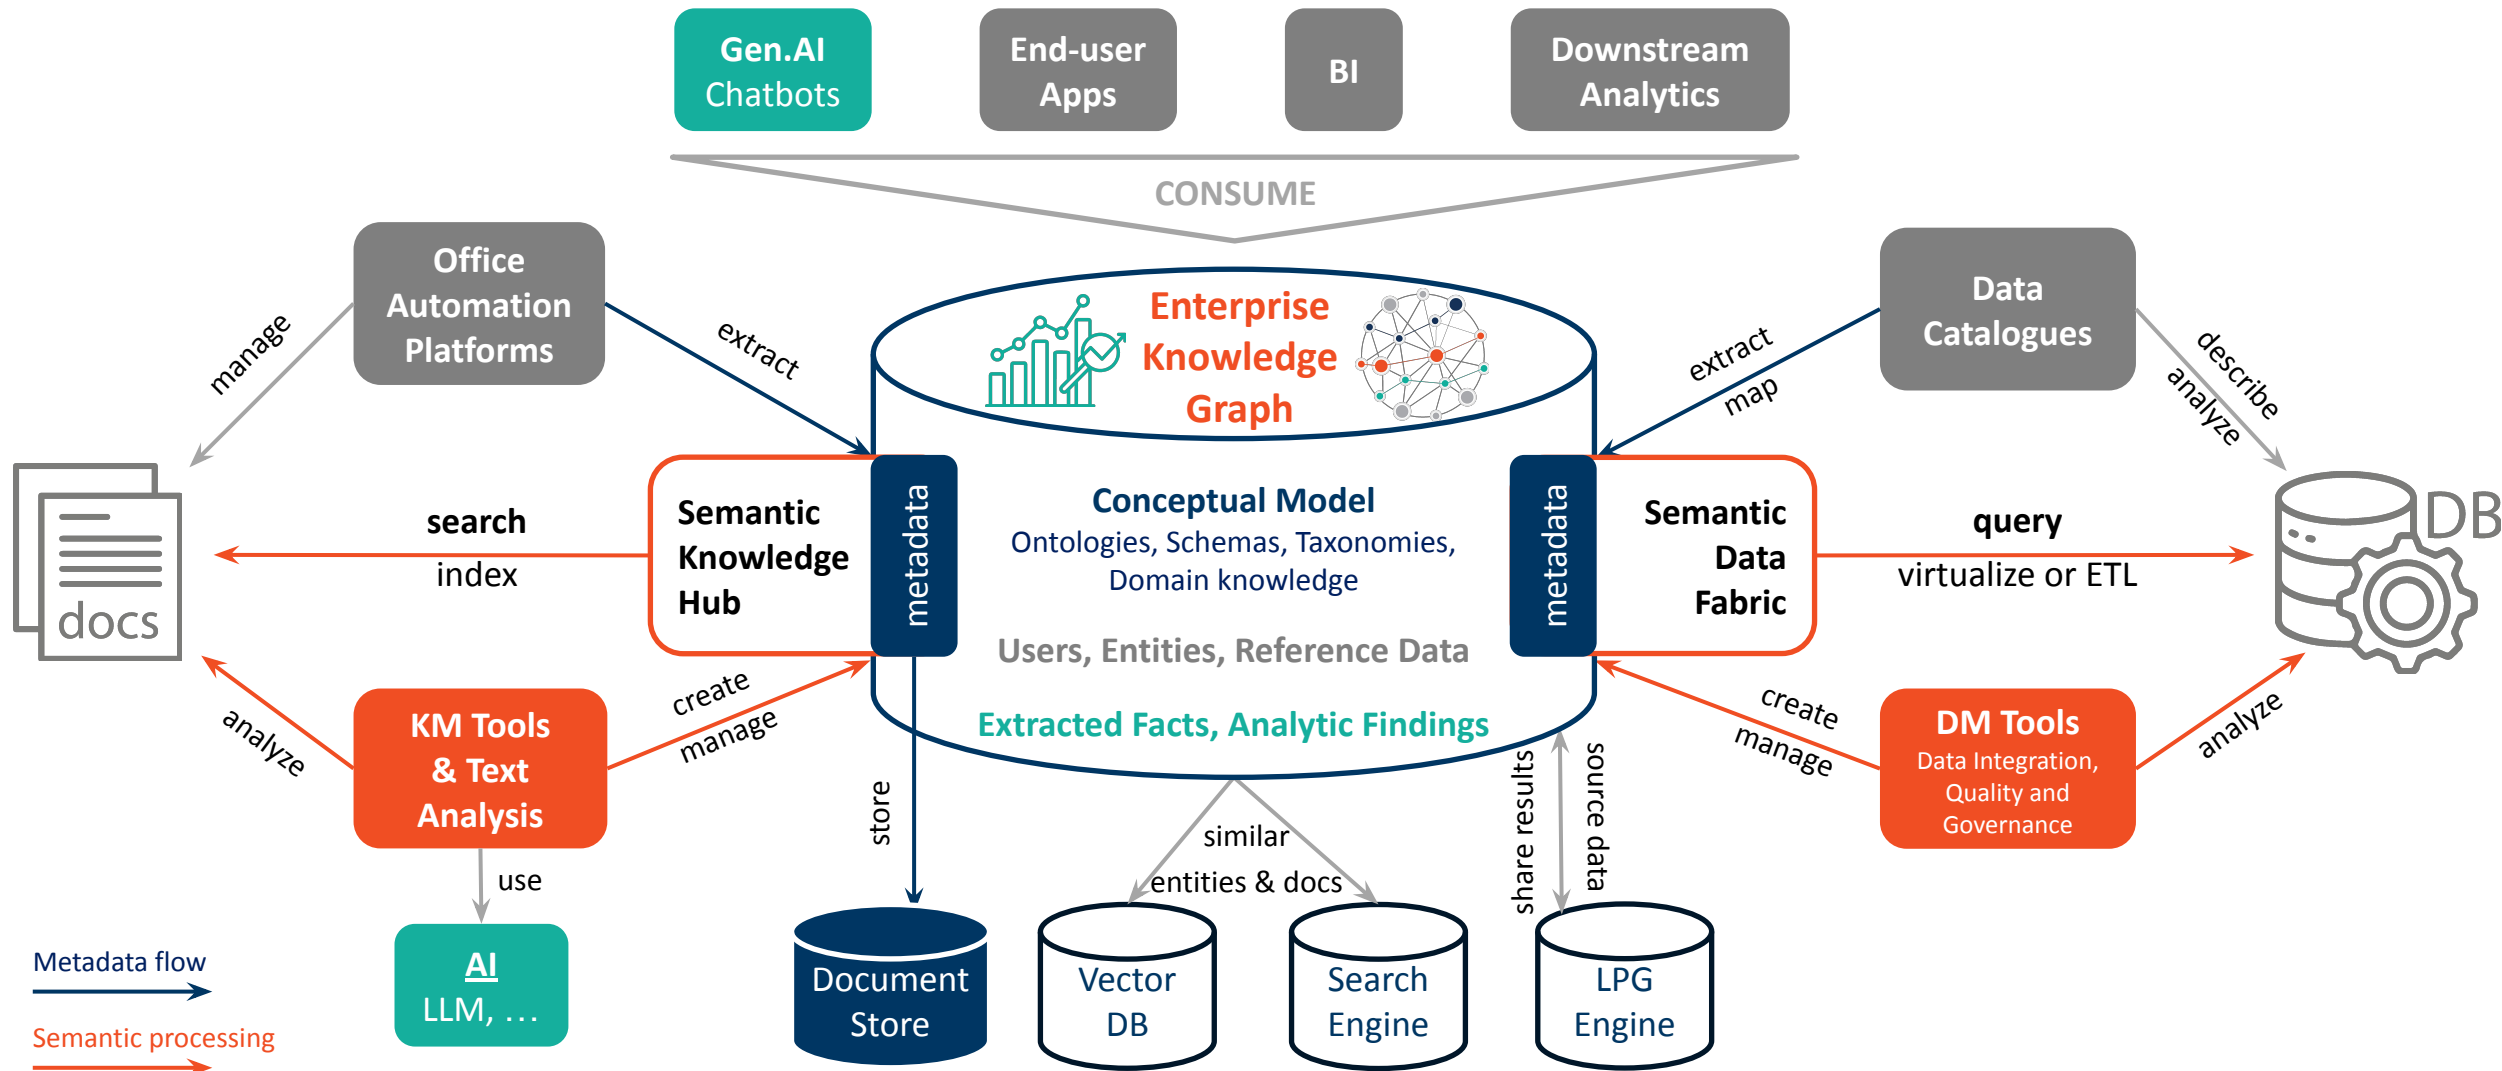 Gen.AI
Chatbots
End-user
Apps
BI
Downstream
Analytics
CONSUME
Office
Automation
Platforms
manage
extract
Enterprise
Knowledge
Graph
extract
map
Data
Catalogues
describe
analyze
docs
search
index
Semantic
Knowledge
Hub
metadata
Conceptual Model
Ontologies, Schemas, Taxonomies,
Domain knowledge
Users, Entities, Reference Data
Extracted Facts, Analytic Findings
metadata
Semantic
Data
Fabric
query
virtualize or ETL
DB
analyze
KM Tools
& Text
Analysis
create
manage
create
manage
DM Tools
Data Integration,
Quality and
Governance
analyze
use
AI
LLM, ...
store
similar
entities & docs
share results
source data
Document
Store
Vector
DB
Search
Engine
LPG
Engine
Metadata flow
Semantic processing